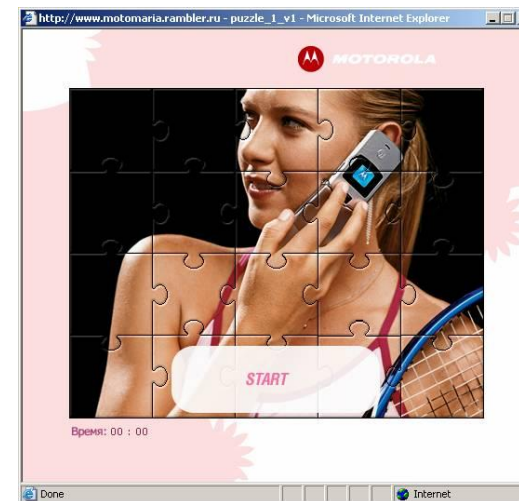 http://www.motomaria.rambler.ru - puzzle_1_v1 - Microsoft Internet Explorer
MOTOROLA
START
Время: 00 : 00
Done
Internet